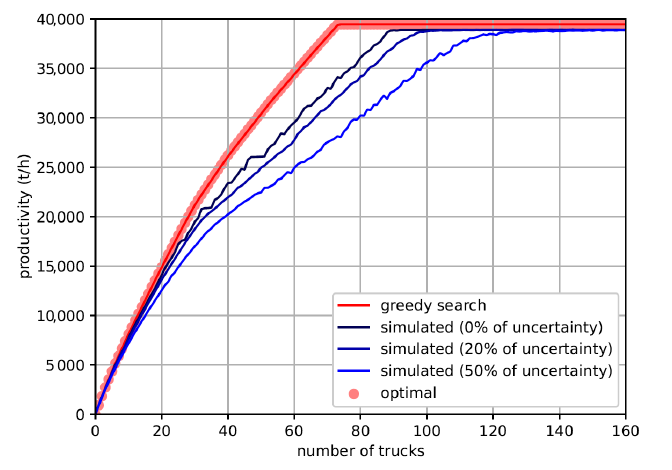 40,000
35,000
30,000
25,000
20,000
15,000
10,000
5 000
0
productivity (t/h)
greedy search
simulated (0% of uncertainty)
simulated (20% of uncertainty)
simulated (50% of uncertainty)
optimal
0 20 40 60 80 100 120 140 160
number of trucks